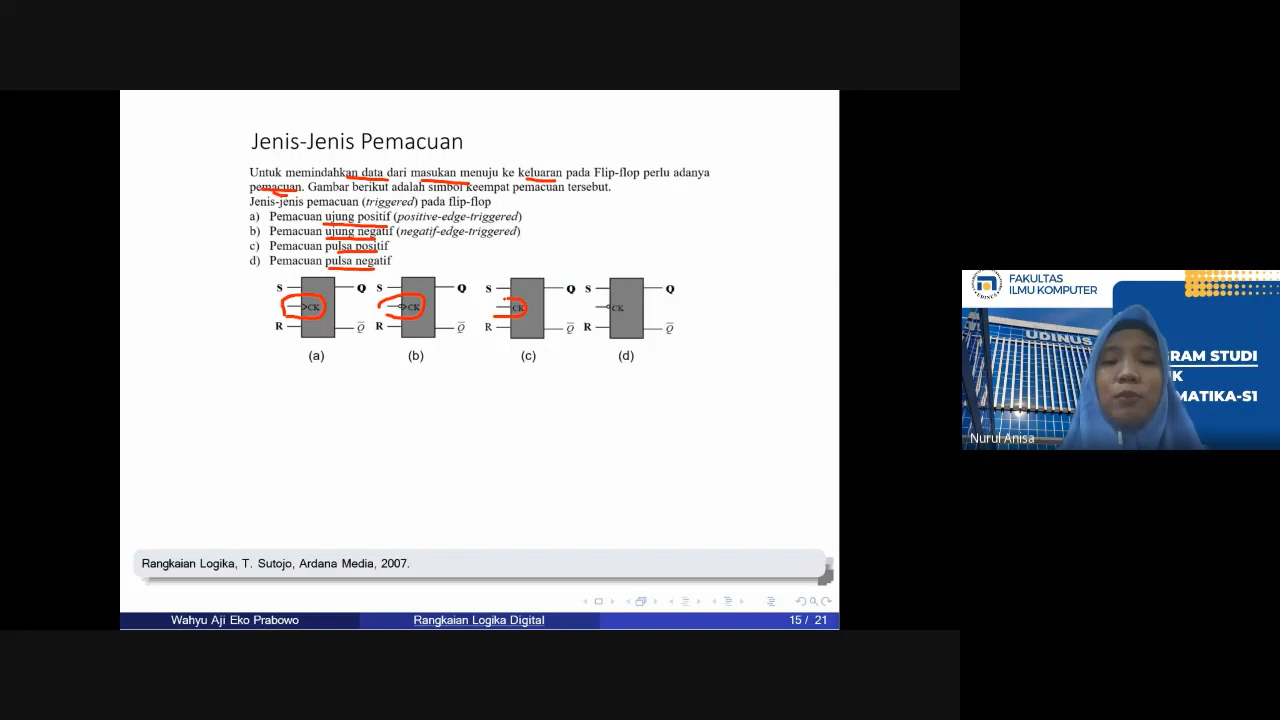 Jenis-Jenis Pemacuan
Untuk memindahkan data dari masukan menuju ke keluaran pada Flip-flop perlu adanya
pemacuan. Gambar berikut adalah simbol keempat pemacuan tersebut.
Jenis-jenis pemacuan (triggered) pada flip-flop
a) Pemacuan ujung positif (positive-edge-triggered)
b) Pemacuan ujung negatif (negatif-edge-triggered)
c) Pemacuan pulsa positif
d) Pemacuan pulsa negatif
S Q S Q S Q S Q
CK CK CK CK
R Q̅ R Q̅ R Q̅ R Q̅
(a) (b) (c) (d)
Rangkaian Logika, T. Sutojo, Ardana Media, 2007.
Wahyu Aji Eko Prabowo Rangkaian Logika Digital 15 / 21
UDINUS
FAKULTAS
ILMU KOMPUTER
UDINUS
GRAM STUDI
K
MATIKA-S1
Nurul Anisa